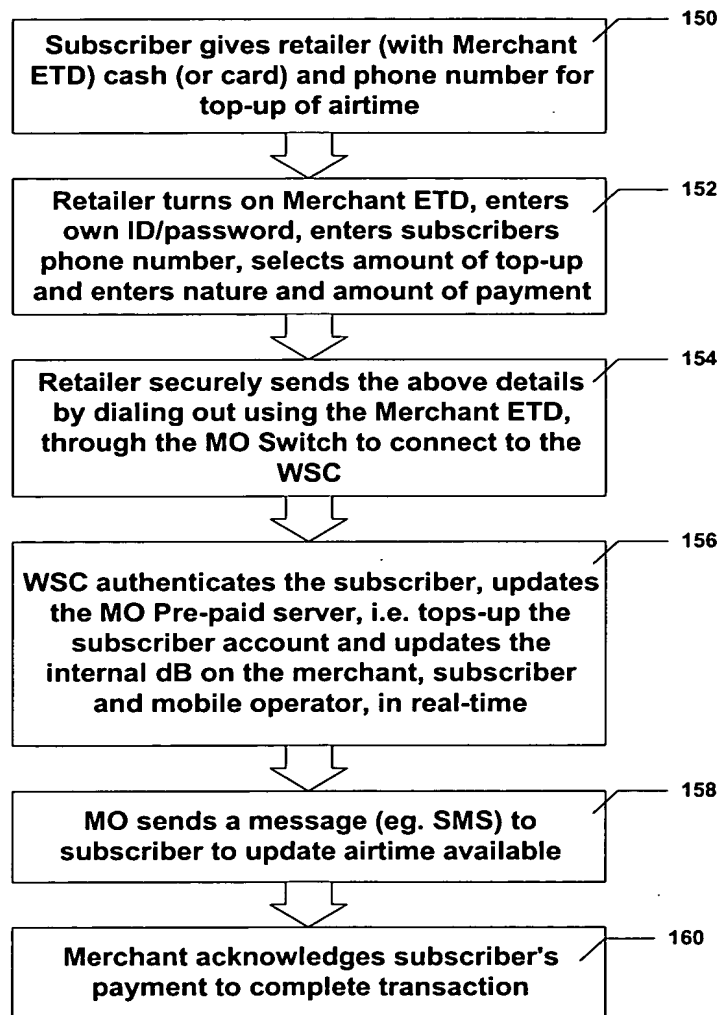 150
Subscriber gives retailer (with Merchant
ETD) cash (or card) and phone number for
top-up of airtime
152
Retailer turns on Merchant ETD, enters
own ID/password, enters subscribers
phone number, selects amount of top-up
and enters nature and amount of payment
154
Retailer securely sends the above details
by dialing out using the Merchant ETD,
through the MO Switch to connect to the
WSC
156
WSC authenticates the subscriber, updates
the MO Pre-paid server, i.e. tops-up the
subscriber account and updates the
internal dB on the merchant, subscriber
and mobile operator, in real-time
158
MO sends a message (eg. SMS) to
subscriber to update airtime available
160
Merchant acknowledges subscriber's
payment to complete transaction